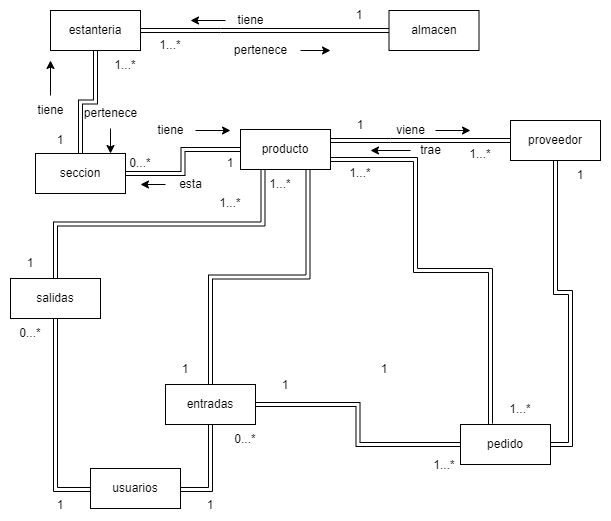 tiene
1
estanteria
almacen
1...*
pertenece
1...*
tiene
pertenece
1
tiene
1
viene
proveedor
producto
seccion
0...*
1
trae
1...*
esta
1...*
1...*
1
1...*
1
salidas
0...*
1
1
1
entradas
1...*
0...*
pedido
1...*
usuarios
1
1